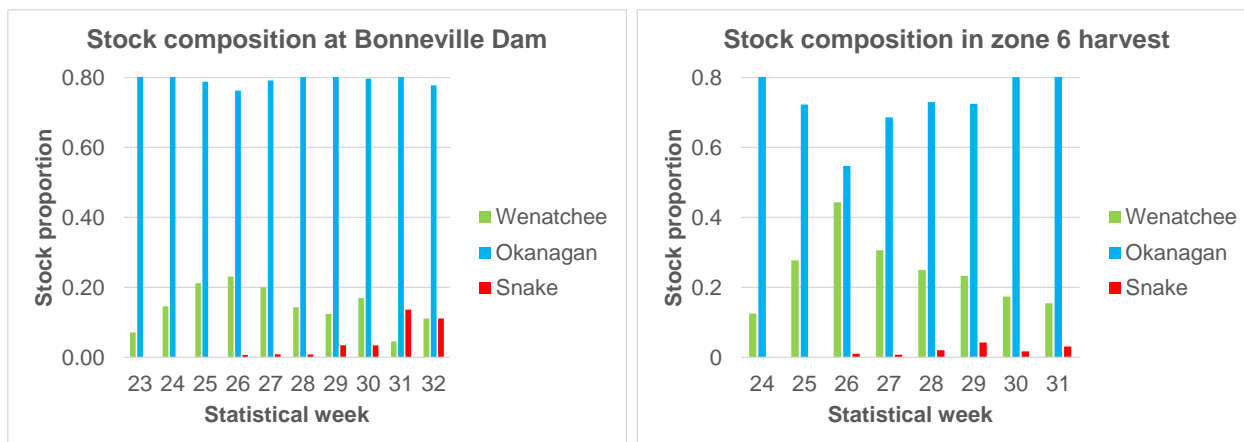 Stock composition at Bonneville Dam
Stock proportion
0.80
0.60
0.40
0.20
0.00
23 24 25 26 27 28 29 30 31 32
Statistical week
Wenatchee
Okanagan
Snake
Stock composition in zone 6 harvest
Stock proportion
0.8
0.6
0.4
0.2
0
24 25 26 27 28 29 30 31
Statistical week
Wenatchee
Okanagan
Snake